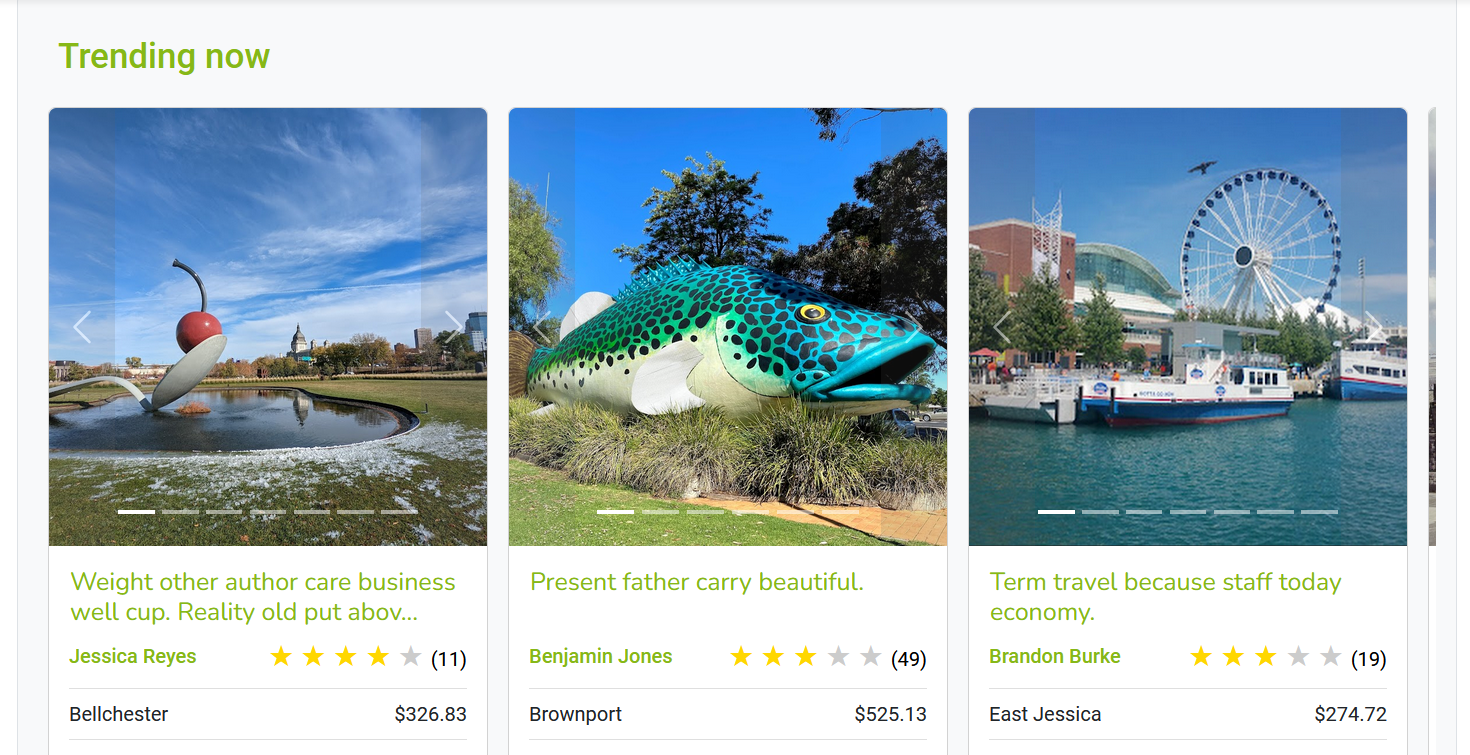 Trending now
Weight other author care business
well cup. Reality old put abov...
Jessica Reyes
(11)
Bellchester
$326.83
Present father carry beautiful.
Benjamin Jones
(49)
Brownport
$525.13
Term travel because staff today
economy.
Brandon Burke
(19)
East Jessica
$274.72